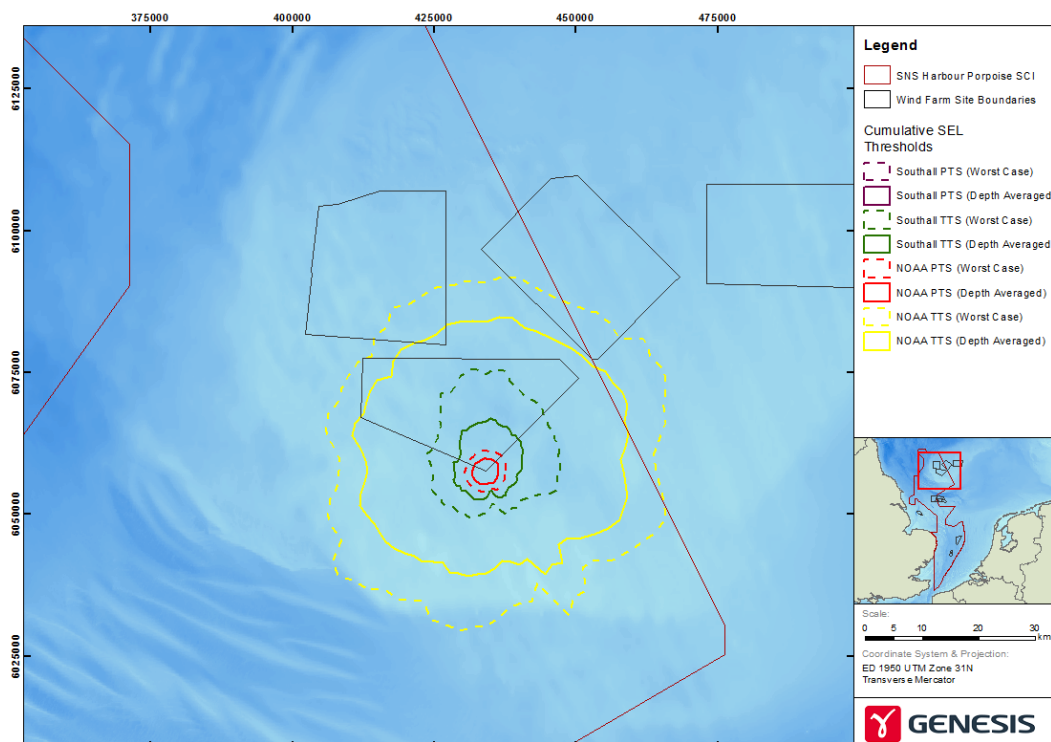 375000
400000
425000
450000
475000
6125000
6100000
6075000
6050000
6025000
Legend
SNS Harbour Porpoise SCI
Wind Farm Site Boundaries
Cumulative SEL
Thresholds
Southall PTS (Worst Case)
Southall PTS (Depth Averaged)
Southall TTS (Worst Case)
Southall TTS (Depth Averaged
NOAA PTS (Worst Case)
NOAA PTS (Depth Averaged)
NOAA TTS (Worst Case)
NOAA TTS (Depth Averaged)
Scale:
0 5 10 20 30
km
Coordinate System & Projection:
ED 1950 UTM Zone 31N
Transverse Mercator
GENESIS